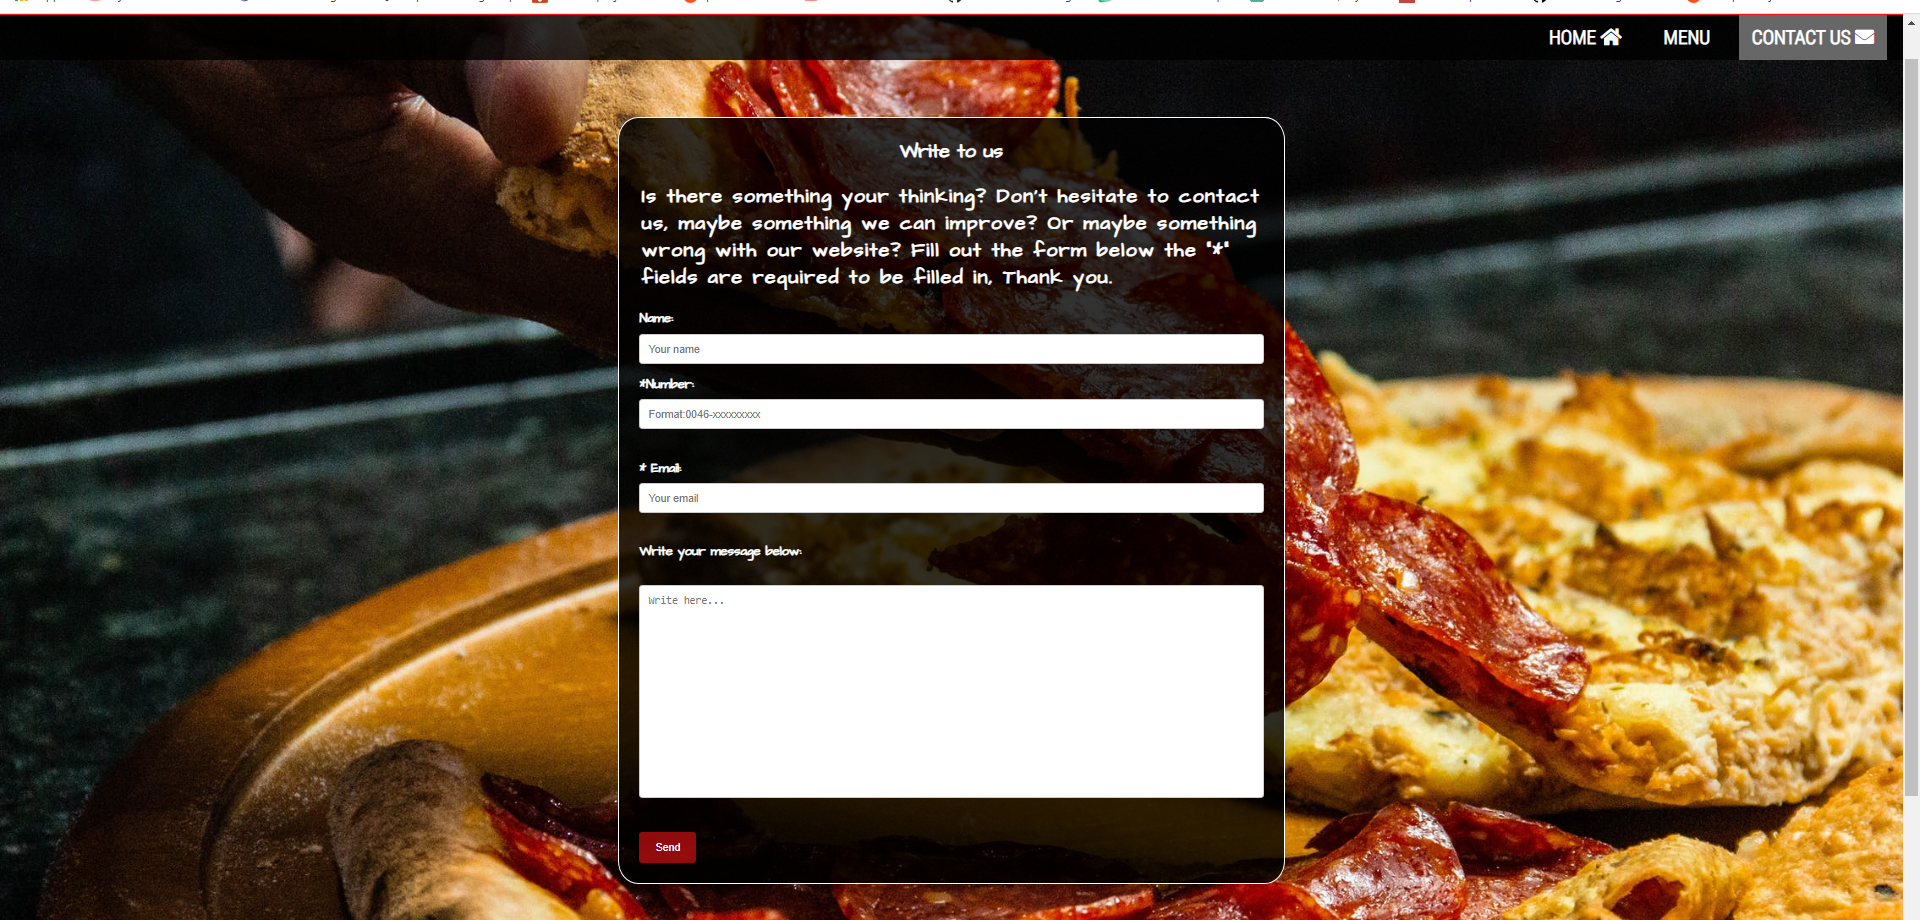 HOME
MENU
CONTACT US
Write to us
Is there something your thinking? Don't hesitate to contact
us, maybe something we can improve? Or maybe something
wrong with our website? Fill out the form below the "*"
fields are required to be filled in, Thank you.
Name:
Your name
*Number:
Format:0046-xxxxxxxxx
* Email:
Your email
Write your message below:
Write here...
Send